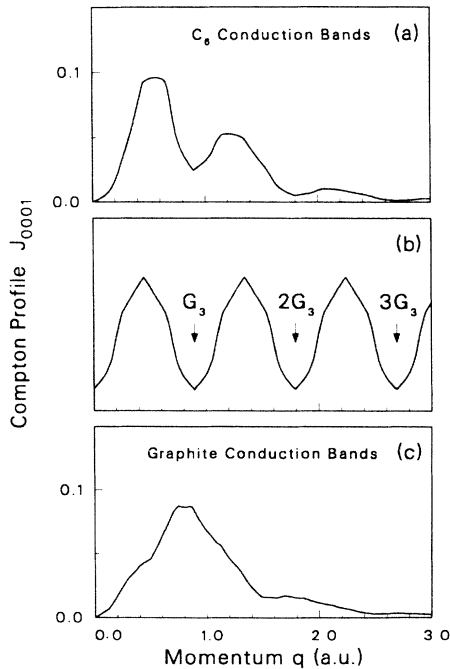 C₆ Conduction Bands (a)
0.1
0.0
(b)
G₃ 2G₃ 3G₃
Compton Profile J₀₀₀₁
Graphite Conduction Bands (c)
0.1
0.0
0.0 1.0 2.0 3.0
Momentum q (a.u.)